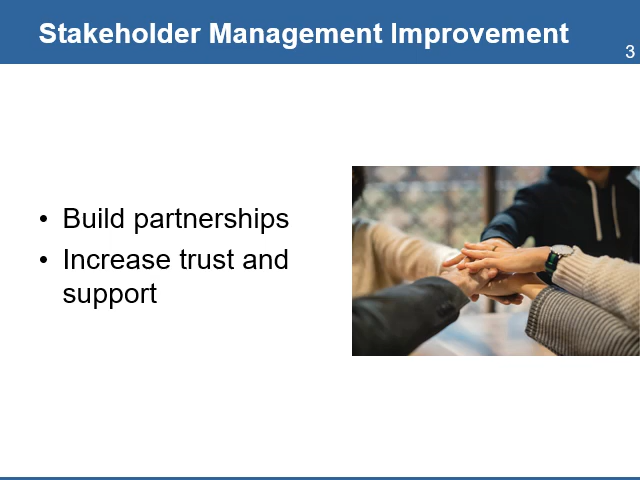 Stakeholder Management Improvement
3
• Build partnerships
• Increase trust and
support